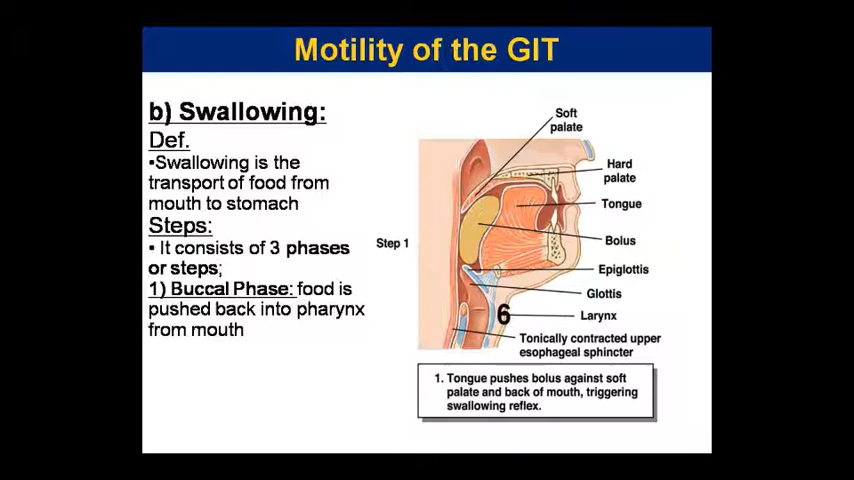 Motility of the GIT
b) Swallowing:
Def.
•Swallowing is the
transport of food from
mouth to stomach
Steps:
• It consists of 3 phases
or steps;
1) Buccal Phase: food is
pushed back into pharynx
from mouth
Soft
palate
Hard
palate
Tongue
Step 1
Bolus
Epiglottis
Glottis
6
Larynx
Tonically contracted upper
esophageal sphincter
1. Tongue pushes bolus against soft
palate and back of mouth, triggering
swallowing reflex.